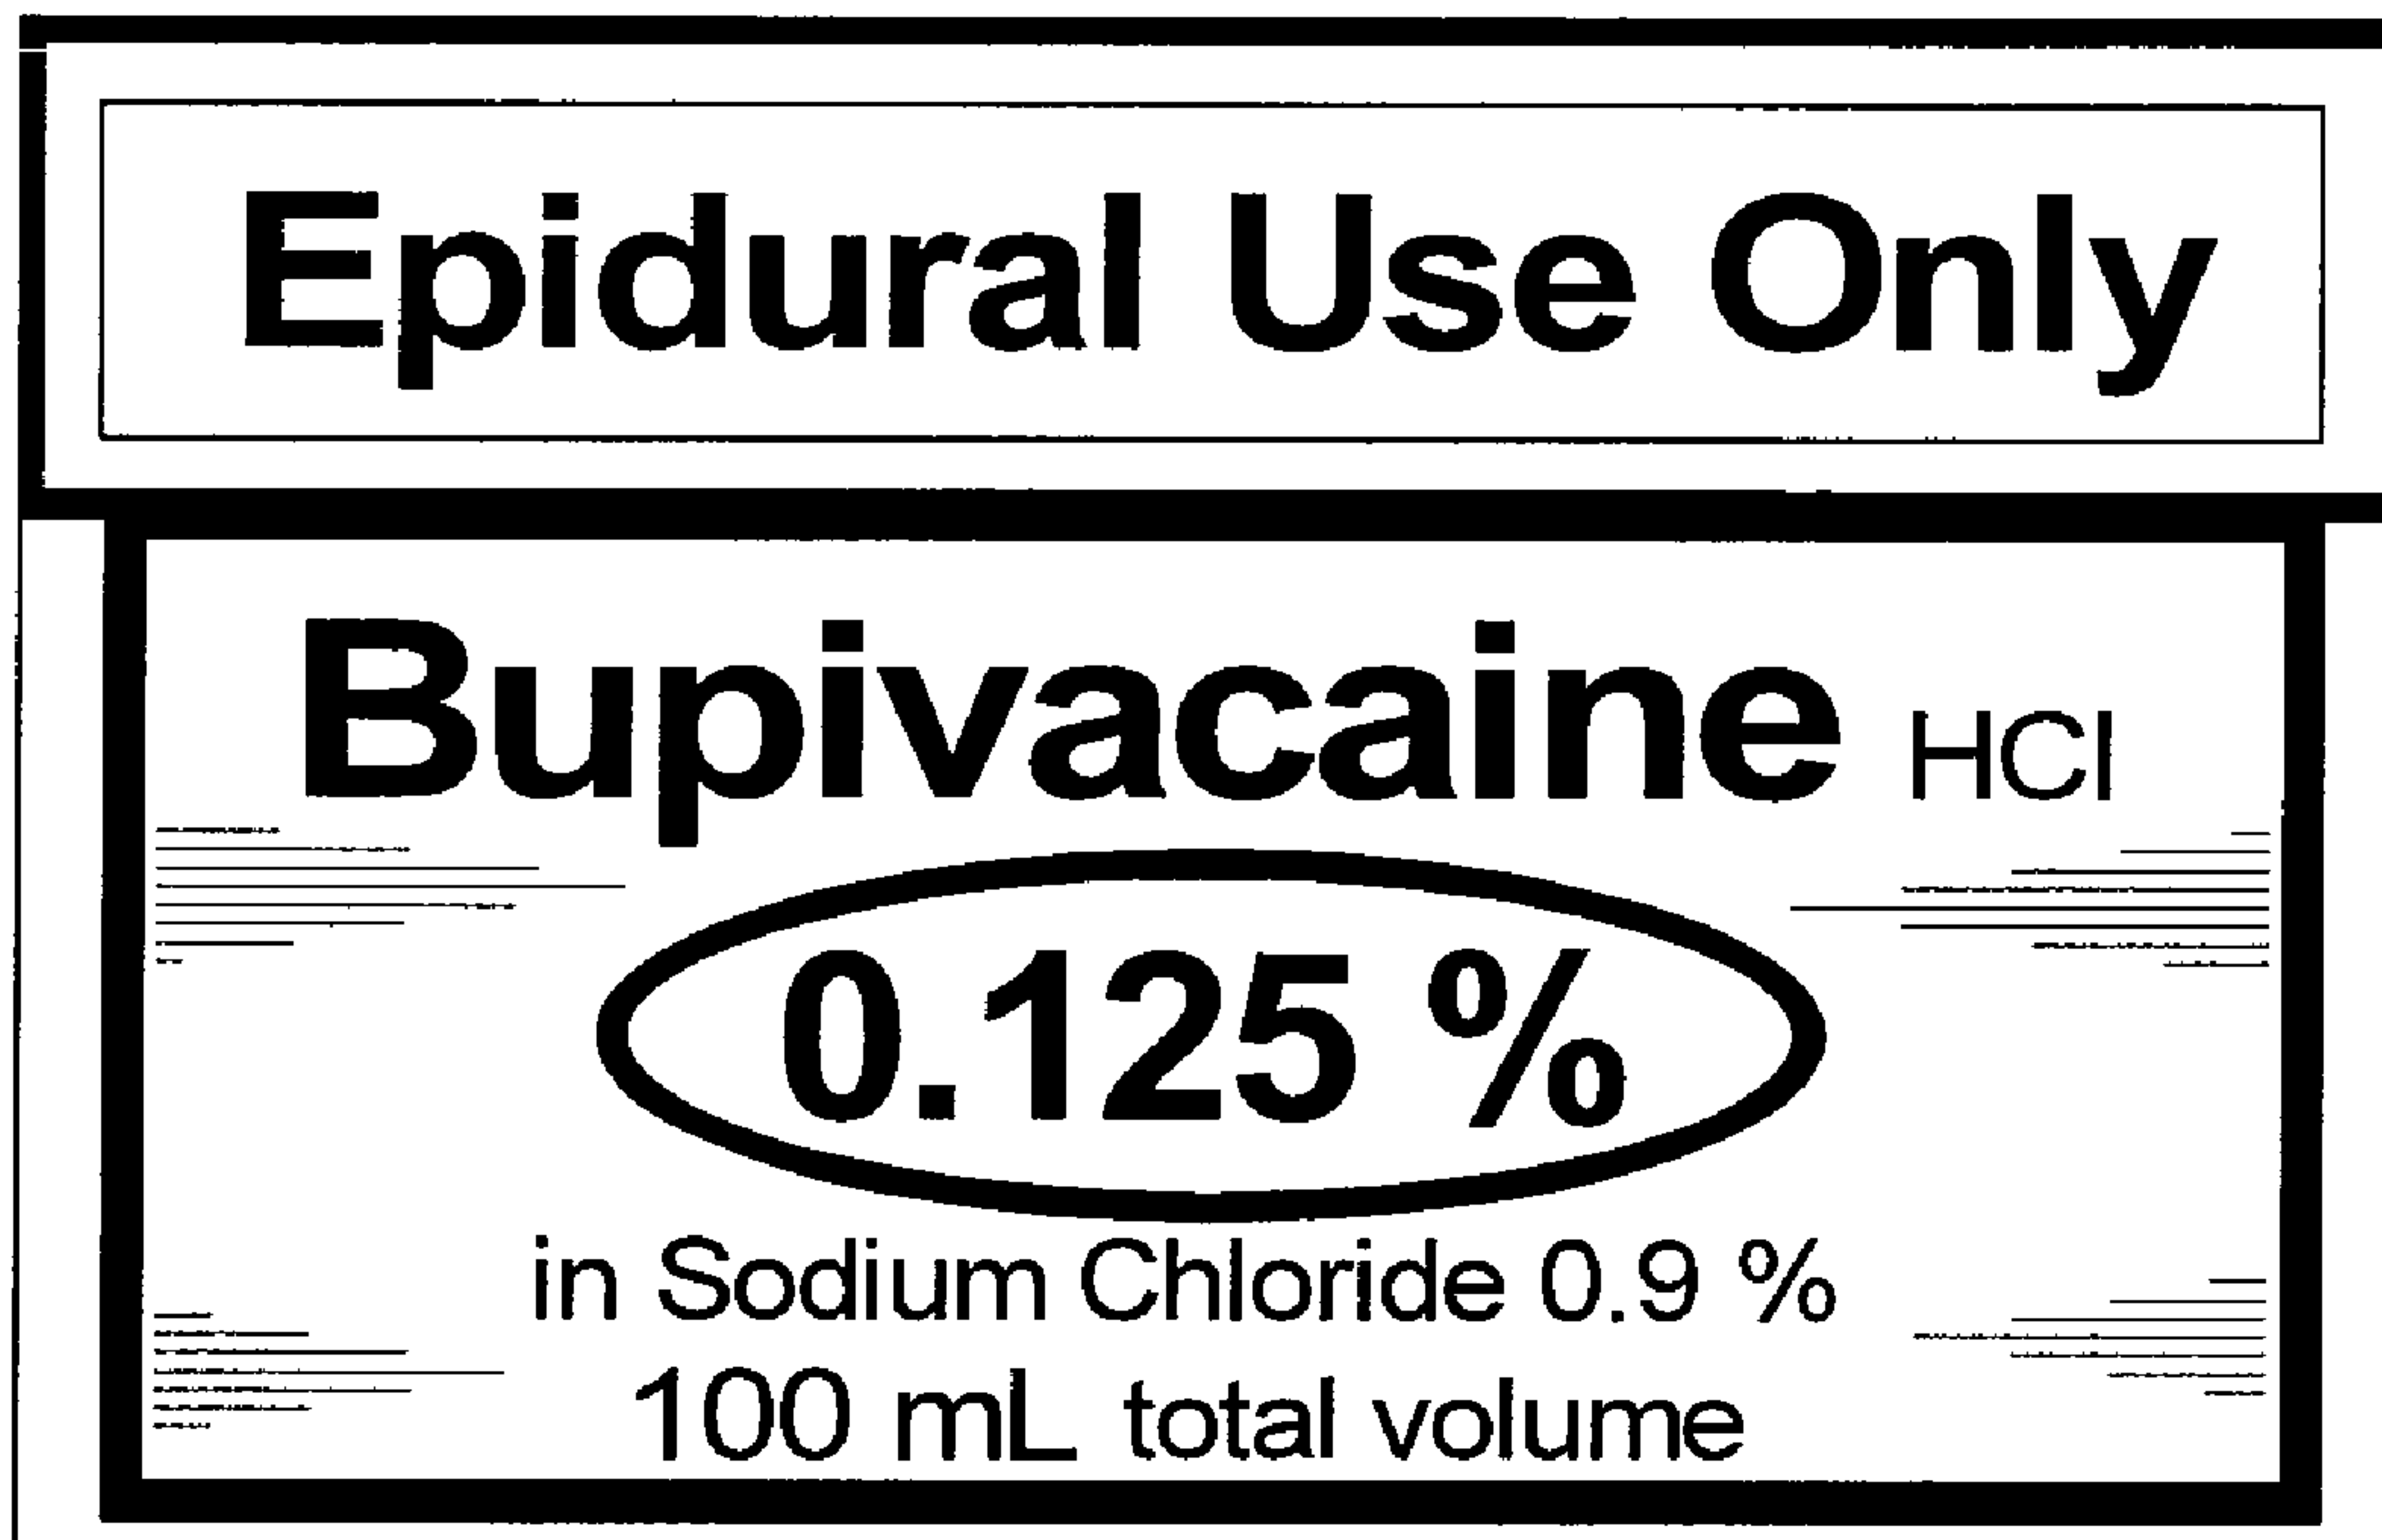 Epidural Use Only
Bupivacaine HCl
0.125 %
in Sodium Chloride 0.9 %
100 mL total volume